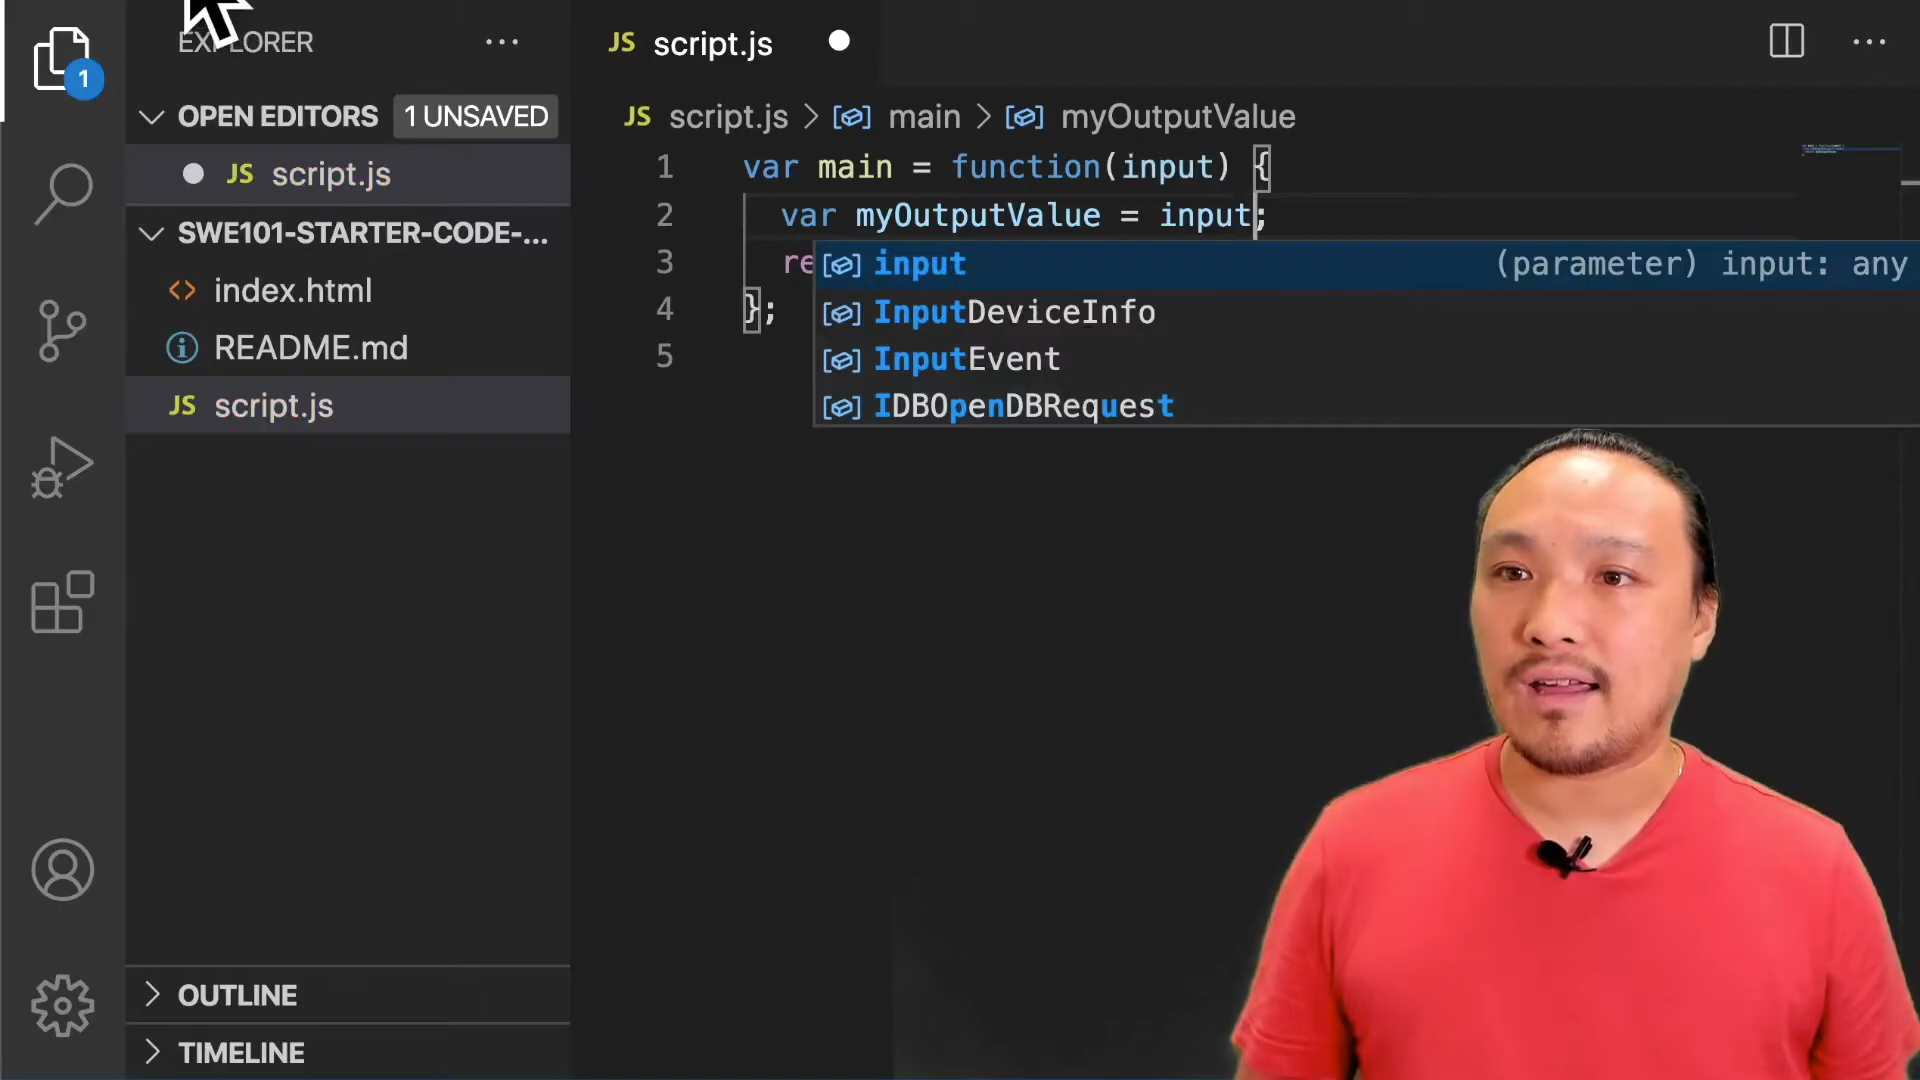 EXPLORER
1
OPEN EDITORS 1 UNSAVED
JS script.js
SWE101-STARTER-CODE-...
<> index.html
README.md
JS script.js
OUTLINE
TIMELINE
JS script.js
JS script.js > main > myOutputValue
1 var main = function(input) {
2 var myOutputValue = input;
3 re
4 };
5
input (parameter) input: any
InputDeviceInfo
InputEvent
IDBOpenDBRequest